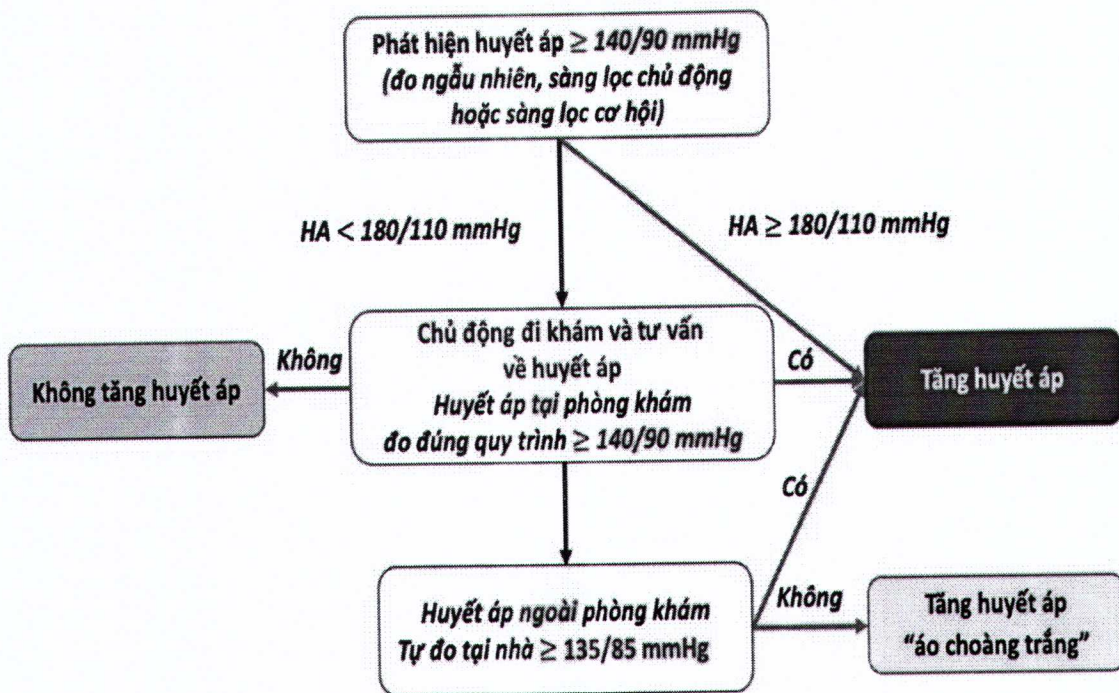 Phát hiện huyết áp ≥ 140/90 mmHg
(đo ngẫu nhiên, sàng lọc chủ động
hoặc sàng lọc cơ hội)
HA < 180/110 mmHg
HA ≥ 180/110 mmHg
Không tăng huyết áp
Không
Chủ động đi khám và tư vấn
về huyết áp
Huyết áp tại phòng khám
đo đúng quy trình ≥ 140/90 mmHg
Có
Tăng huyết áp
Có
Huyết áp ngoài phòng khám
Tự đo tại nhà ≥ 135/85 mmHg
Không
Tăng huyết áp
"áo choàng trắng"